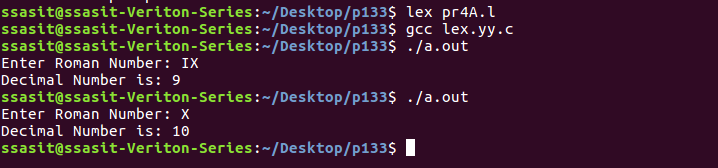 ssasit@ssasit-Veriton-Series:~/Desktop/p133$ lex pr4A.l
ssasit@ssasit-Veriton-Series:~/Desktop/p133$ gcc lex.yy.c
ssasit@ssasit-Veriton-Series:~/Desktop/p133$ ./a.out
Enter Roman Number: IX
Decimal Number is: 9
ssasit@ssasit-Veriton-Series:~/Desktop/p133$ ./a.out
Enter Roman Number: X
Decimal Number is: 10
ssasit@ssasit-Veriton-Series:~/Desktop/p133$